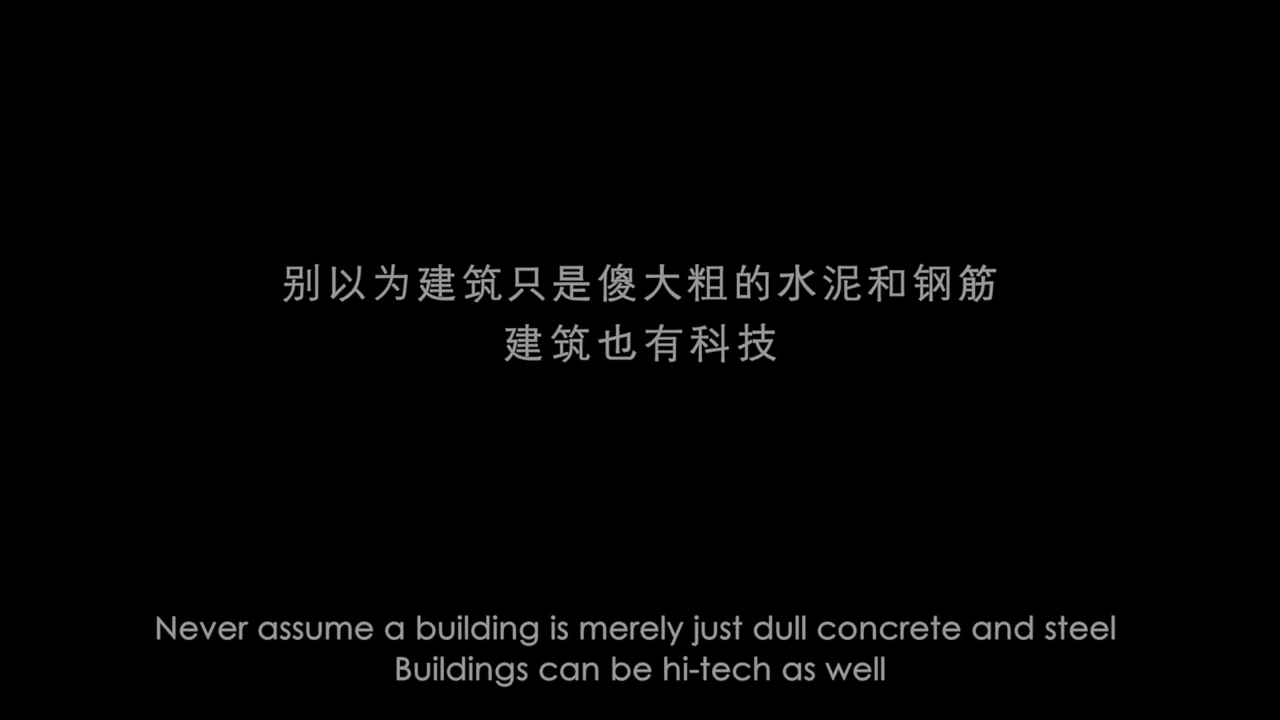 别以为建筑只是傻大粗的水泥和钢筋
建筑也有科技
Never assume a building is merely just dull concrete and steel
Buildings can be hi-tech as well